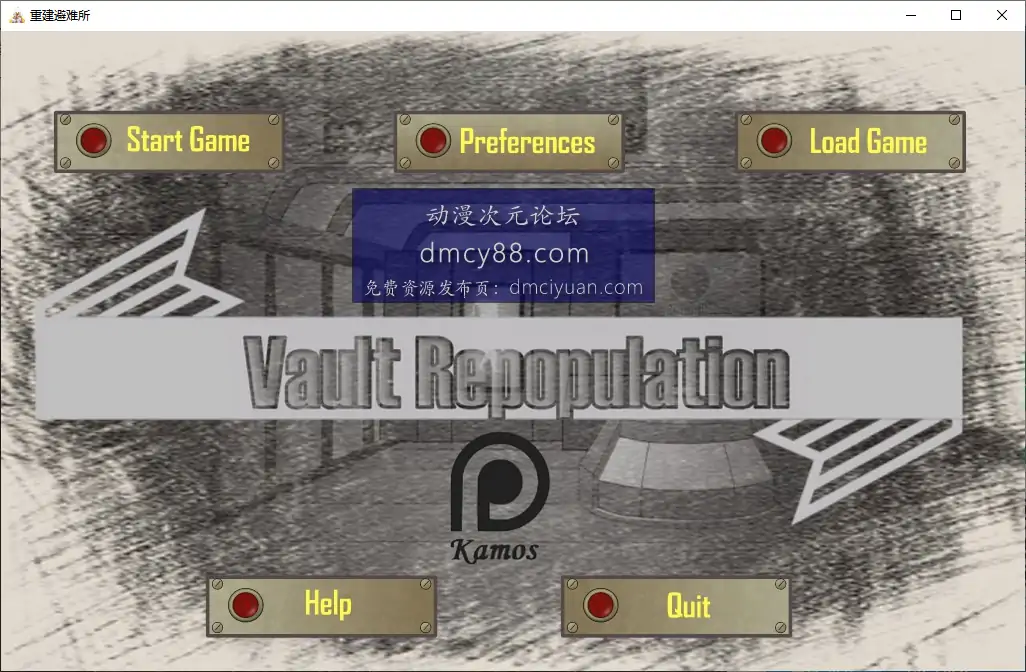 重建避难所
Start Game
Preferences
Load Game
动漫次元论坛
dmcy88.com
免费资源发布页：dmciyuan.com
Vault Repopulation
Kamos
Help
Quit